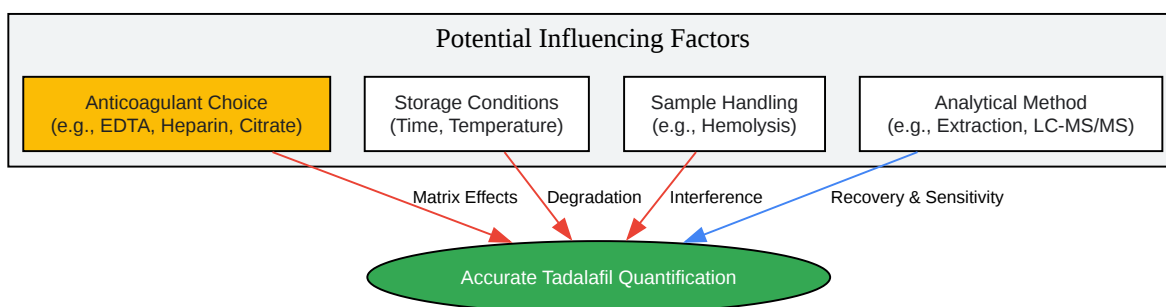 Potential Influencing Factors
Anticoagulant Choice
(e.g., EDTA, Heparin, Citrate)
Storage Conditions
(Time, Temperature)
Sample Handling
(e.g., Hemolysis)
Analytical Method
(e.g., Extraction, LC-MS/MS)
Matrix Effects
Degradation
Interference
Recovery & Sensitivity
Accurate Tadalafil Quantification